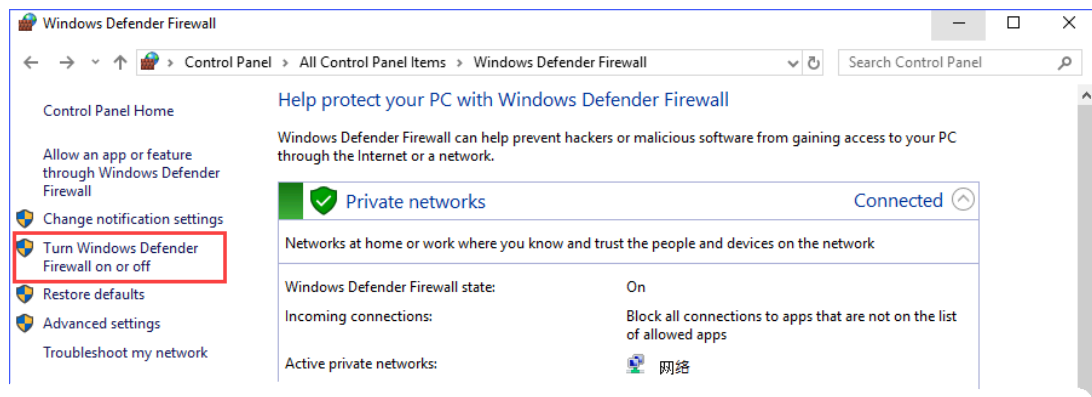 Windows Defender Firewall
Control Panel > All Control Panel Items > Windows Defender Firewall
Search Control Panel
Control Panel Home
Allow an app or feature
through Windows Defender
Firewall
Change notification settings
Turn Windows Defender
Firewall on or off
Restore defaults
Advanced settings
Troubleshoot my network
Help protect your PC with Windows Defender Firewall
Windows Defender Firewall can help prevent hackers or malicious software from gaining access to your PC
through the Internet or a network.
Private networks Connected
Networks at home or work where you know and trust the people and devices on the network
Windows Defender Firewall state: On
Incoming connections: Block all connections to apps that are not on the list
of allowed apps
Active private networks: 网络